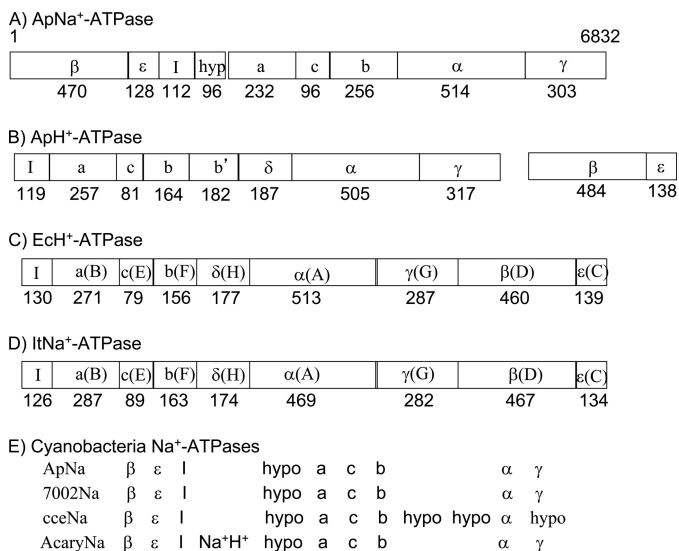 A) ApNa⁺-ATPase
1 6832
β ε I hyp a c b α γ
470 128 112 96 232 96 256 514 303
B) ApH⁺-ATPase
I a c b b’ δ α γ β ε
119 257 81 164 182 187 505 317 484 138
C) EcH⁺-ATPase
I a(B) c(E) b(F) δ(H) α(A) γ(G) β(D) ε(C)
130 271 79 156 177 513 287 460 139
D) ItNa⁺-ATPase
I a(B) c(E) b(F) δ(H) α(A) γ(G) β(D) ε(C)
126 287 89 163 174 469 282 467 134
E) Cyanobacteria Na⁺-ATPases
ApNa β ε I hypo a c b α γ
7002Na β ε I hypo a c b α γ
cceNa β ε I hypo a c b hypo hypo α hypo
AcaryNa β ε I Na⁺H⁺ hypo a c b α γ